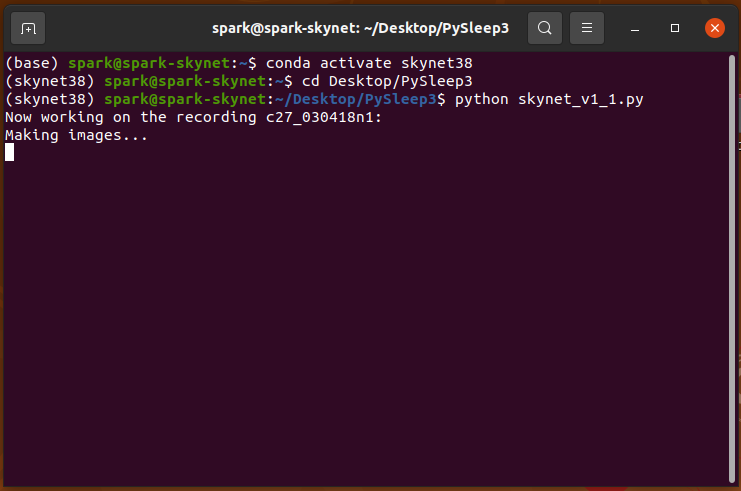 spark@spark-skynet: ~/Desktop/PySleep3
(base) spark@spark-skynet:~$ conda activate skynet38
(skynet38) spark@spark-skynet:~$ cd Desktop/PySleep3
(skynet38) spark@spark-skynet:~/Desktop/PySleep3$ python skynet_v1_1.py
Now working on the recording c27_030418n1:
Making images...